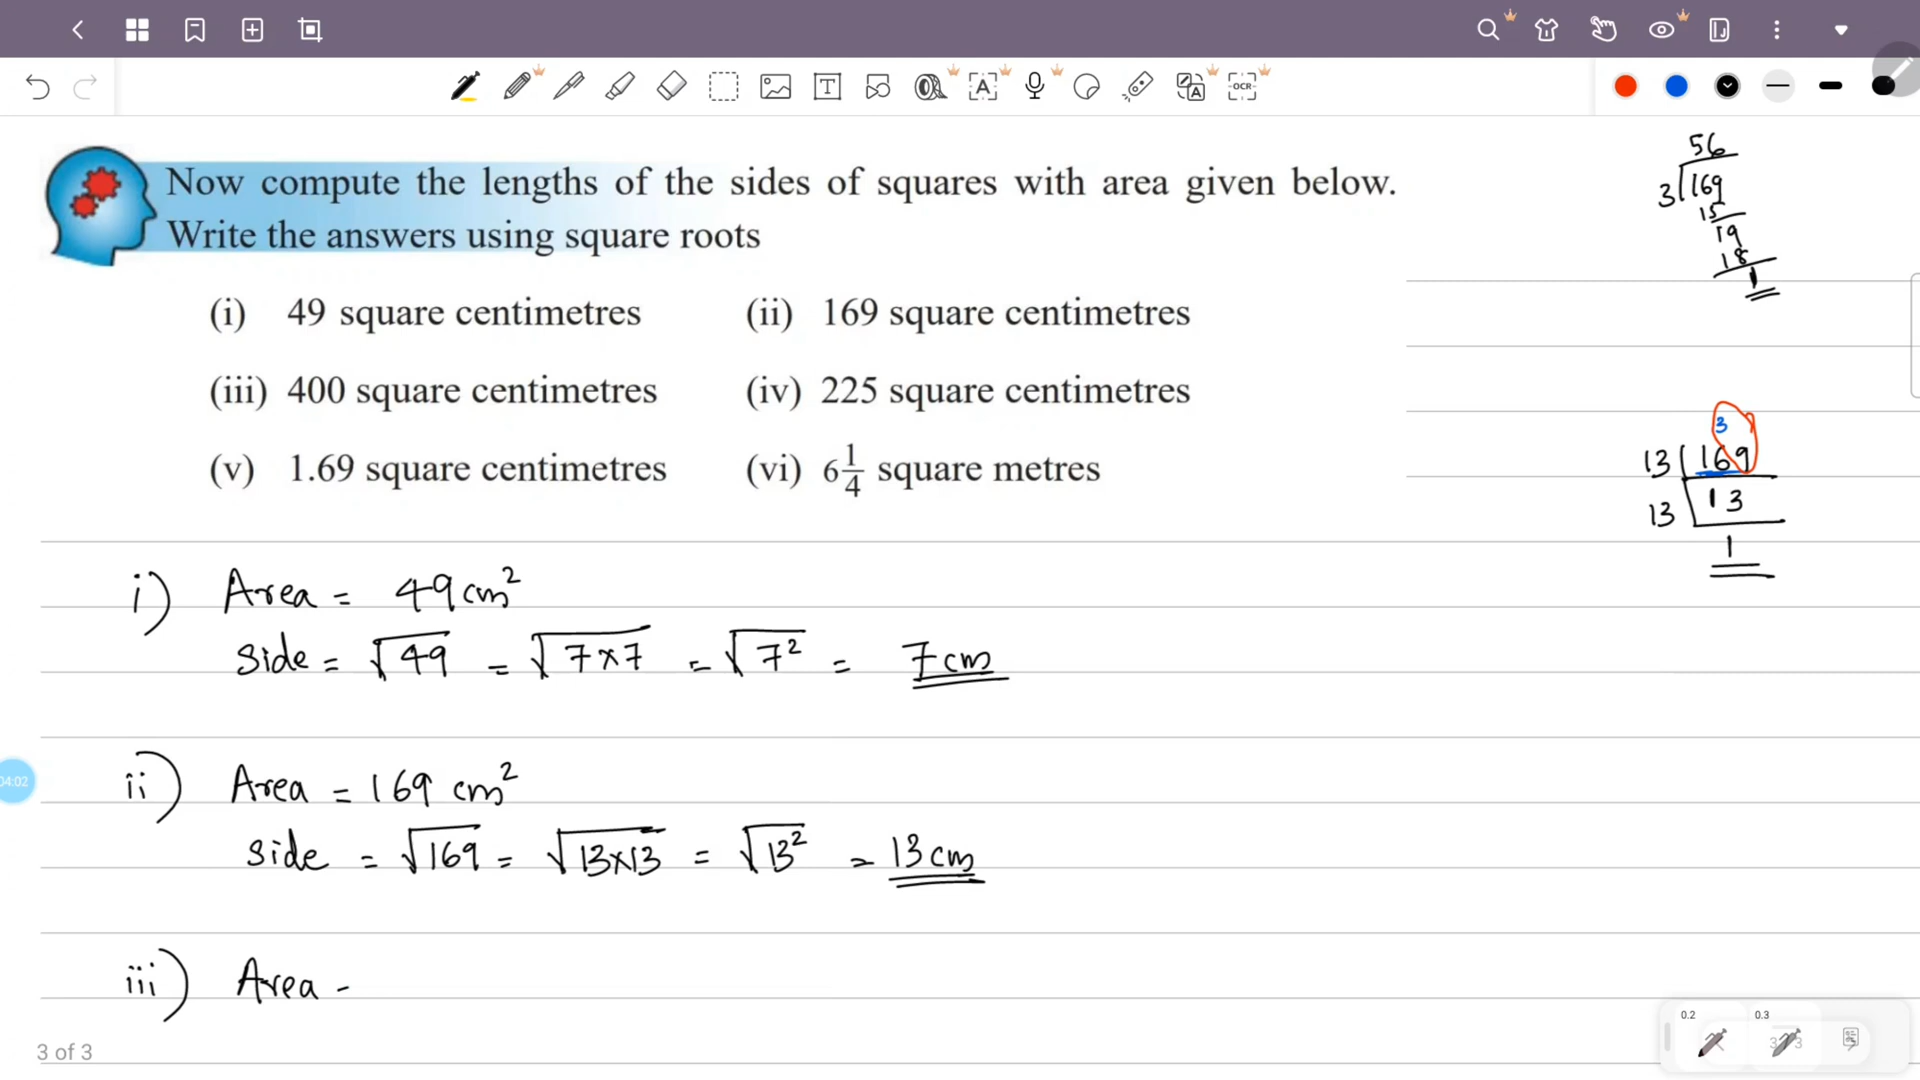 Now compute the lengths of the sides of squares with area given below.
Write the answers using square roots
(i) 49 square centimetres (ii) 169 square centimetres
(iii) 400 square centimetres (iv) 225 square centimetres
(v) 1.69 square centimetres (vi) 6 1/4 square metres
56
3 169
15
19
18
1
3
13 169
13 13
1
i) Area = 49 cm²
Side = √49 = √7×7 = √7² = 7 cm
ii) Area = 169 cm²
Side = √169 = √13×13 = √13² = 13 cm
iii) Area -
04:02
3 of 3
0.2 0.3
A
T
A
OCR